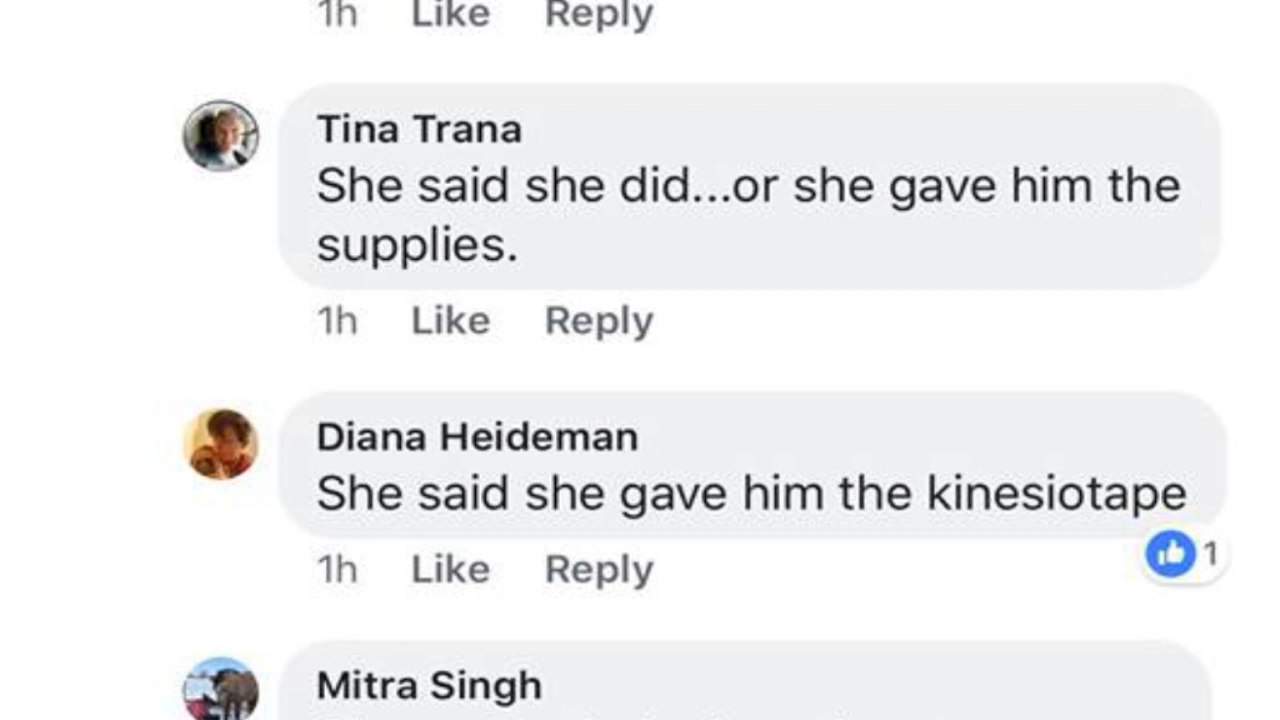 1h Like Reply
Tina Trana
She said she did...or she gave him the
supplies.
1h Like Reply
Diana Heideman
She said she gave him the kinesiotape
1
1h Like Reply
Mitra Singh